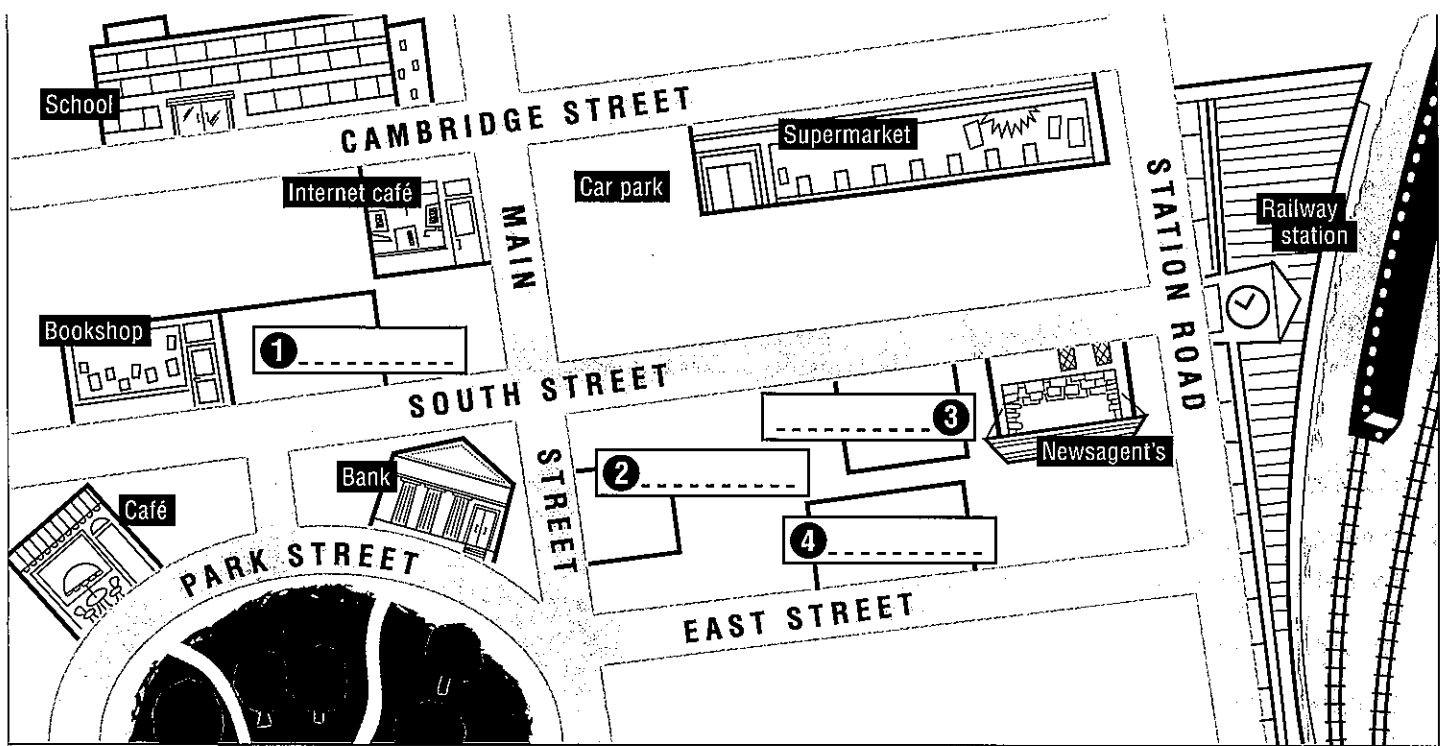 School
CAMBRIDGE STREET
Supermarket
Internet café
Car park
MAIN
STREET
STATION ROAD
Railway
station
Bookshop
1
SOUTH STREET
3
Newsagent's
Bank
2
Café
4
PARK STREET
EAST STREET